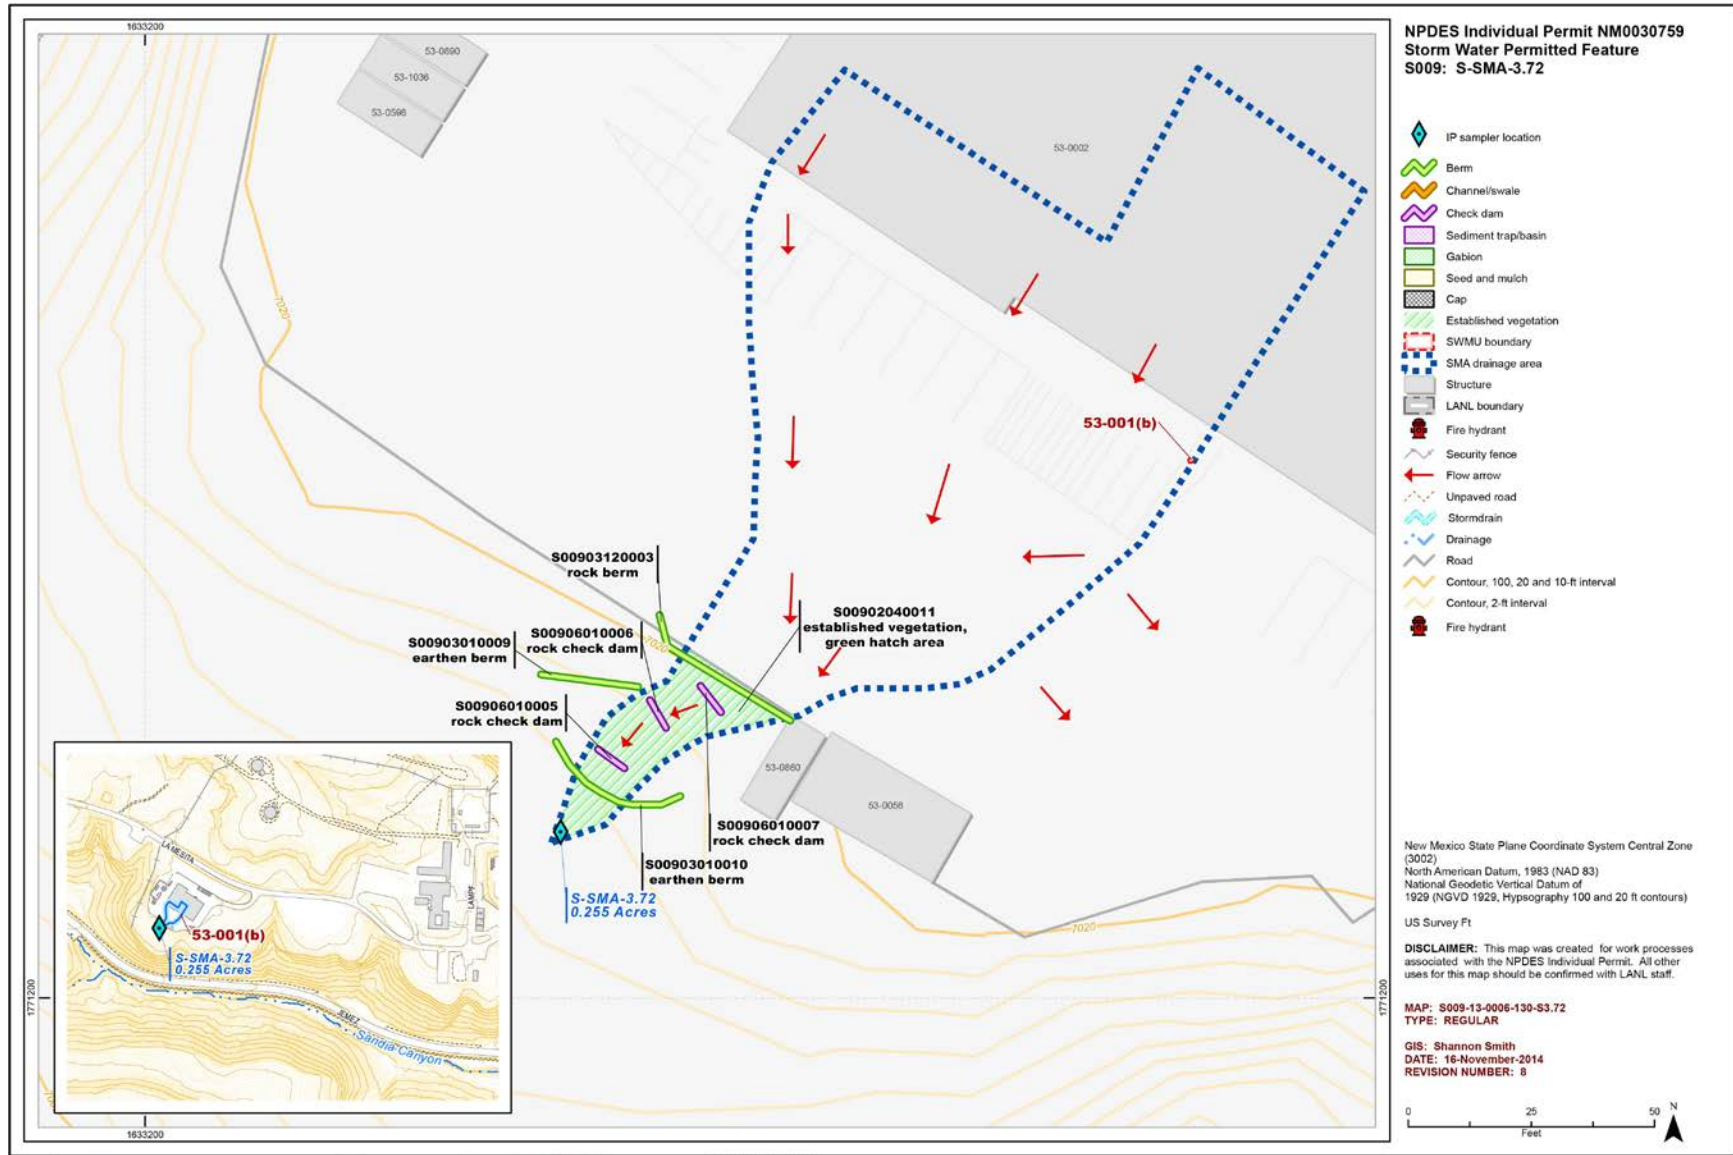 NPDES Individual Permit NM0030759
Storm Water Permitted Feature
S009: S-SMA-3.72
IP sampler location
Berm
Channel/swale
Check dam
Sediment trap/basin
Gabion
Seed and mulch
Cap
Established vegetation
SWMU boundary
SMA drainage area
Structure
LANL boundary
Fire hydrant
Security fence
Flow arrow
Unpaved road
Stormdrain
Drainage
Road
Contour, 100, 20 and 10-ft interval
Contour, 2-ft interval
Fire hydrant
New Mexico State Plane Coordinate System Central Zone
(3002)
North American Datum, 1983 (NAD 83)
National Geodetic Vertical Datum of
1929 (NGVD 1929, Hypsography 100 and 20 ft contours)
US Survey Ft
DISCLAIMER: This map was created for work processes
associated with the NPDES Individual Permit. All other
uses for this map should be confirmed with LANL staff.
MAP: S009-13-0006-130-S3.72
TYPE: REGULAR
GIS: Shannon Smith
DATE: 16-November-2014
REVISION NUMBER: 8
0 25 50
Feet
N
1633200
53-0890
53-1036
53-0598
53-0002
7020
53-001(b)
S00903120003
rock berm
S00906010006
rock check dam
7020
S00902040011
established vegetation,
green hatch area
S00903010009
earthen berm
S00906010005
rock check dam
53-0860
53-0058
S00906010007
rock check dam
S00903010010
earthen berm
S-SMA-3.72
0.255 Acres
7020
1771200
1771200
1633200
LA MESITA
LAMPF
53-001(b)
S-SMA-3.72
0.255 Acres
JEMEZ
Sandia Canyon